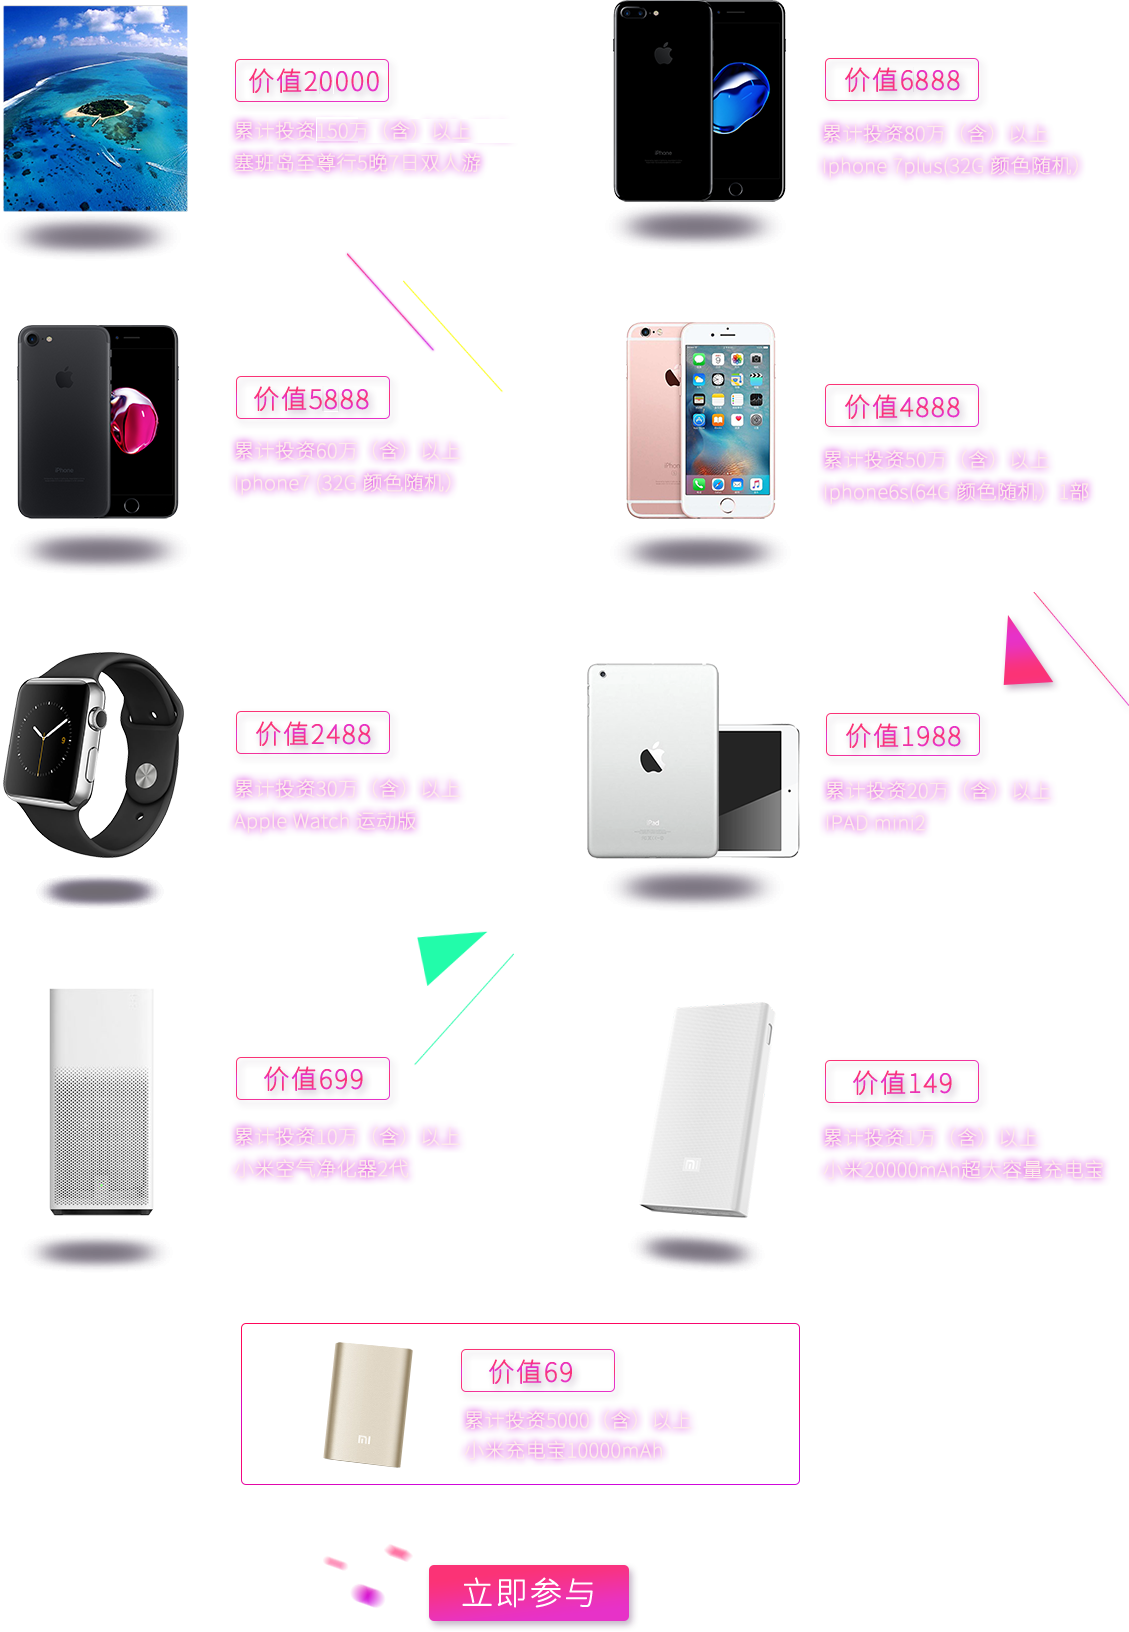 价值20000
累计投资150万（含）以上
塞班岛至尊行5晚7日双人游
价值6888
累计投资80万（含）以上
Iphone 7plus(32G 颜色随机)
价值5888
累计投资60万（含）以上
Iphone7 (32G 颜色随机)
价值4888
累计投资50万（含）以上
Iphone6s(64G 颜色随机) 1部
价值2488
累计投资30万（含）以上
Apple Watch 运动版
价值1988
累计投资20万（含）以上
IPAD mini2
价值699
累计投资10万（含）以上
小米空气净化器2代
价值149
累计投资1万（含）以上
小米20000mAh超大容量充电宝
价值69
累计投资5000（含）以上
小米充电宝10000mAh
立即参与